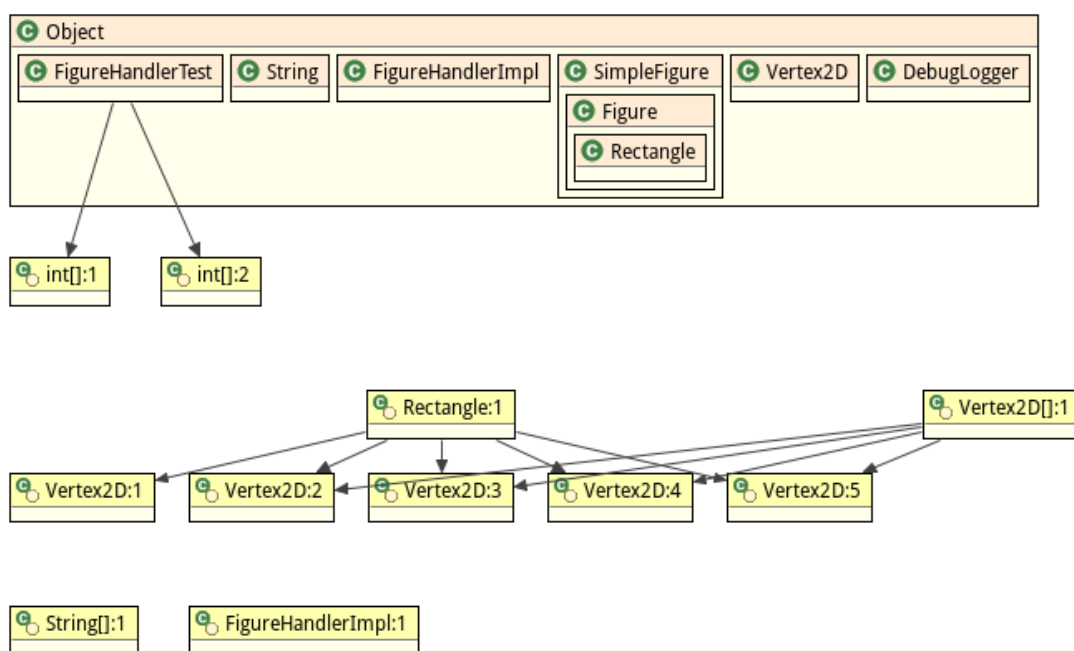 Object
FigureHandlerTest String FigureHandlerImpl SimpleFigure Vertex2D DebugLogger
Figure
Rectangle
int[]:1 int[]:2
Rectangle:1 Vertex2D[]:1
Vertex2D:1 Vertex2D:2 Vertex2D:3 Vertex2D:4 Vertex2D:5
String[]:1 FigureHandlerImpl:1